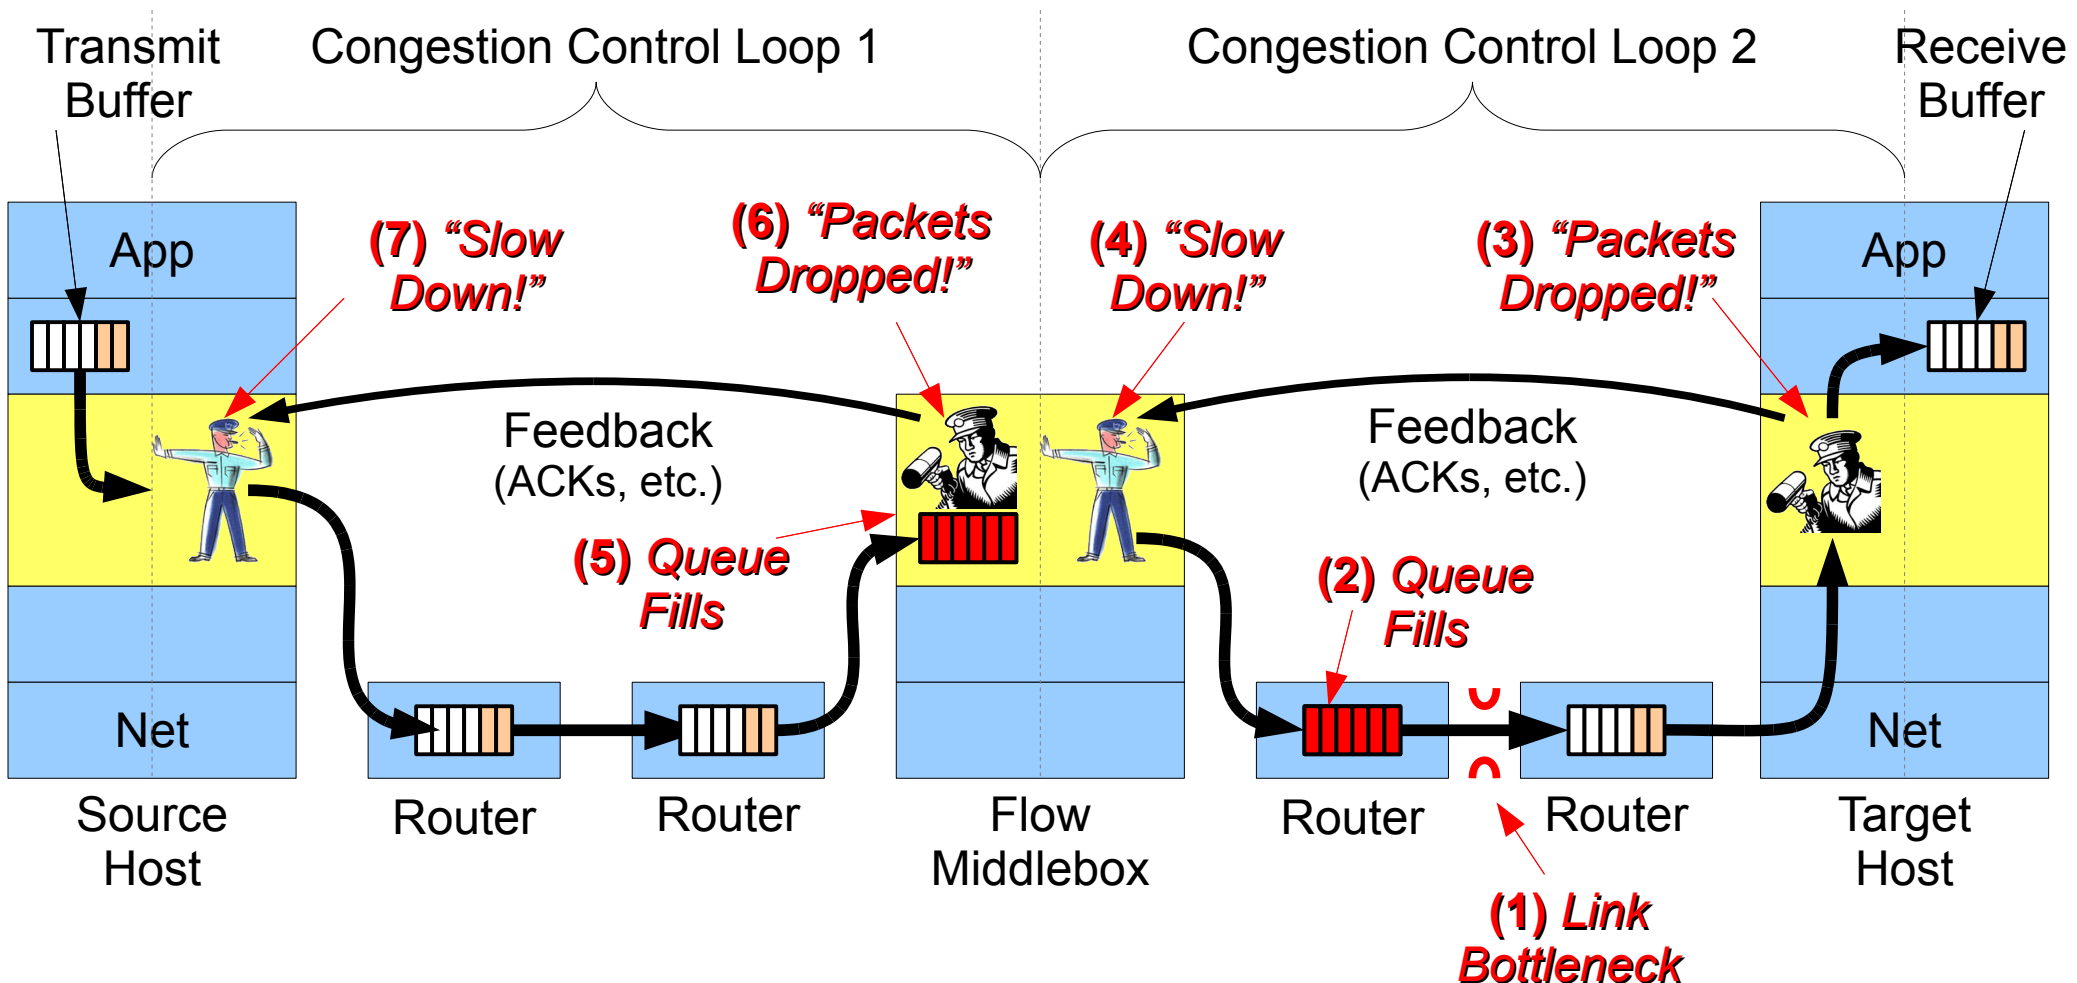 Transmit
Buffer
Congestion Control Loop 1
Congestion Control Loop 2
Receive
Buffer
App
(7) “Slow
Down!”
(6) “Packets
Dropped!”
(4) “Slow
Down!”
(3) “Packets
Dropped!”
App
Feedback
(ACKs, etc.)
Feedback
(ACKs, etc.)
(5) Queue
Fills
(2) Queue
Fills
Net
Net
Source
Host
Router
Router
Flow
Middlebox
Router
Router
Target
Host
(1) Link
Bottleneck